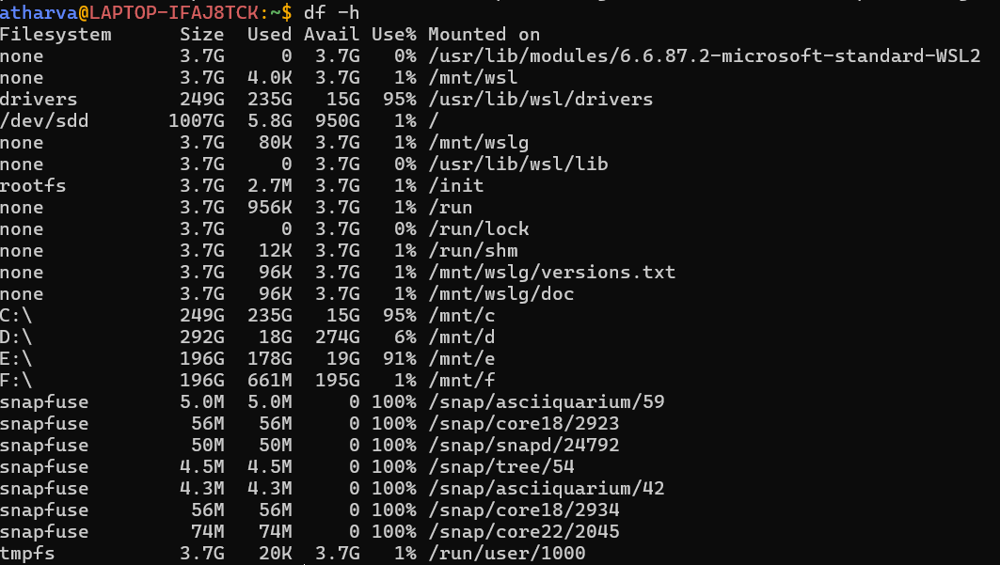 atharva@LAPTOP-IFAJ8TCK:~$ df -h
Filesystem      Size  Used Avail Use% Mounted on
none            3.7G     0  3.7G   0% /usr/lib/modules/6.6.87.2-microsoft-standard-WSL2
none            3.7G  4.0K  3.7G   1% /mnt/wsl
drivers         249G  235G   15G  95% /usr/lib/wsl/drivers
/dev/sdd       1007G  5.8G  950G   1% /
none            3.7G   80K  3.7G   1% /mnt/wslg
none            3.7G     0  3.7G   0% /usr/lib/wsl/lib
rootfs          3.7G  2.7M  3.7G   1% /init
none            3.7G  956K  3.7G   1% /run
none            3.7G     0  3.7G   0% /run/lock
none            3.7G   12K  3.7G   1% /run/shm
none            3.7G   96K  3.7G   1% /mnt/wslg/versions.txt
none            3.7G   96K  3.7G   1% /mnt/wslg/doc
C:\             249G  235G   15G  95% /mnt/c
D:\             292G   18G  274G   6% /mnt/d
E:\             196G  178G   19G  91% /mnt/e
F:\             196G  661M  195G   1% /mnt/f
snapfuse        5.0M  5.0M     0 100% /snap/asciiquarium/59
snapfuse         56M   56M     0 100% /snap/core18/2923
snapfuse         50M   50M     0 100% /snap/snapd/24792
snapfuse        4.5M  4.5M     0 100% /snap/tree/54
snapfuse        4.3M  4.3M     0 100% /snap/asciiquarium/42
snapfuse         56M   56M     0 100% /snap/core18/2934
snapfuse         74M   74M     0 100% /snap/core22/2045
tmpfs           3.7G   20K  3.7G   1% /run/user/1000